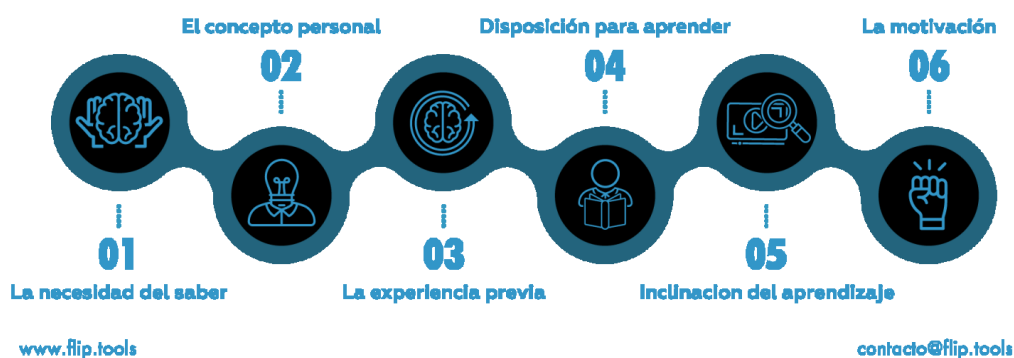 El concepto personal
02
Disposición para aprender
04
La motivación
06
01
La necesidad del saber
03
La experiencia previa
05
Inclinacion del aprendizaje
www.flip.tools
contacto@flip.tools